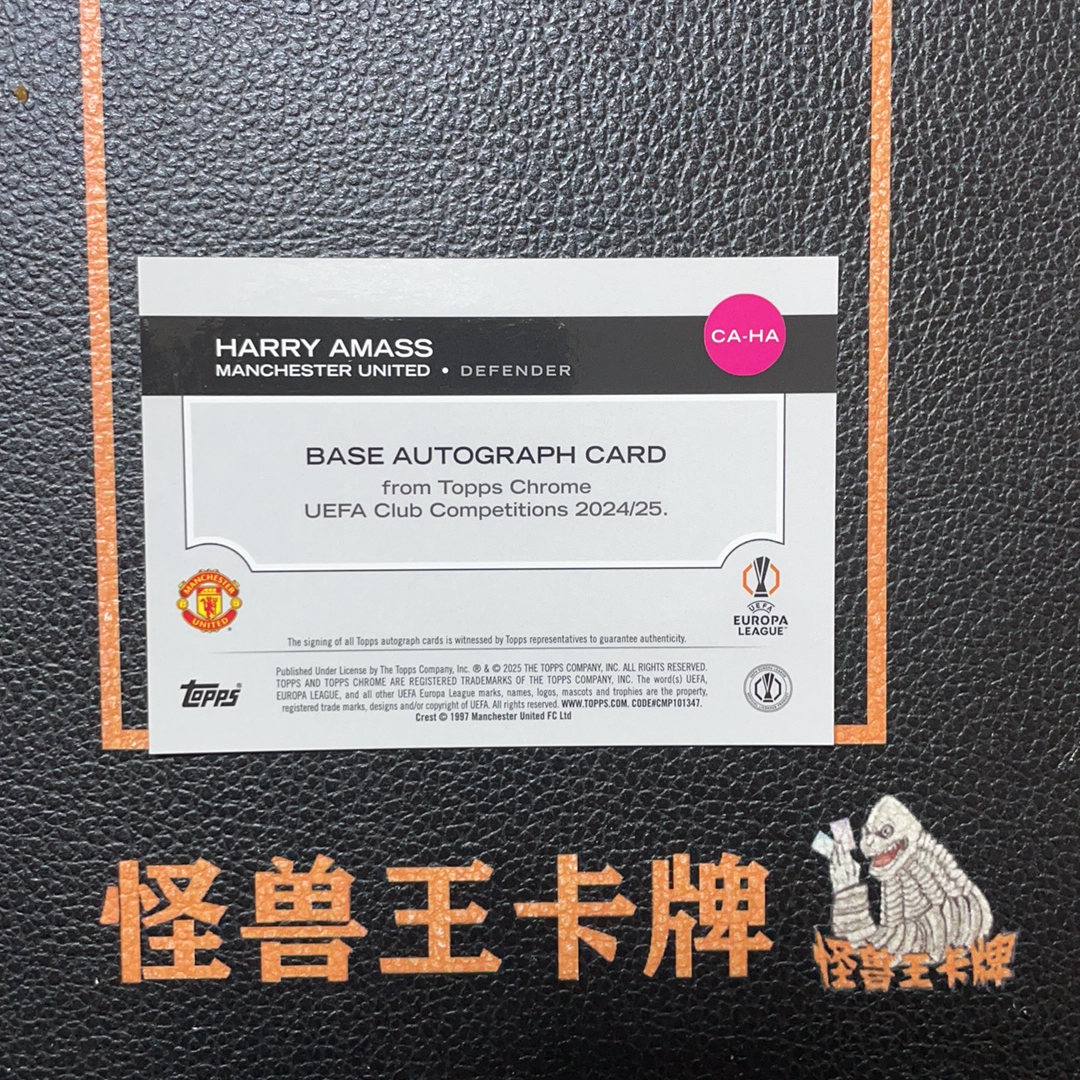 HARRY AMASS
MANCHESTER UNITED • DEFENDER
CA-HA
BASE AUTOGRAPH CARD
from Topps Chrome
UEFA Club Competitions 2024/25.
MANCHESTER
UNITED
UEFA
EUROPA
LEAGUE™
The signing of all Topps autograph cards is witnessed by Topps representatives to guarantee authenticity.
topps®
Published Under License by The Topps Company, Inc. ® & © 2025 THE TOPPS COMPANY, INC. ALL RIGHTS RESERVED.
TOPPS AND TOPPS CHROME ARE REGISTERED TRADEMARKS OF THE TOPPS COMPANY, INC. The word(s) UEFA,
EUROPA LEAGUE, and all other UEFA Europa League marks, names, logos, mascots and trophies are the property,
registered trade marks, designs and/or copyright of UEFA. All rights reserved. WWW.TOPPS.COM. CODE#CMP101347.
Crest © 1997 Manchester United FC Ltd
怪兽王卡牌
怪兽王卡牌